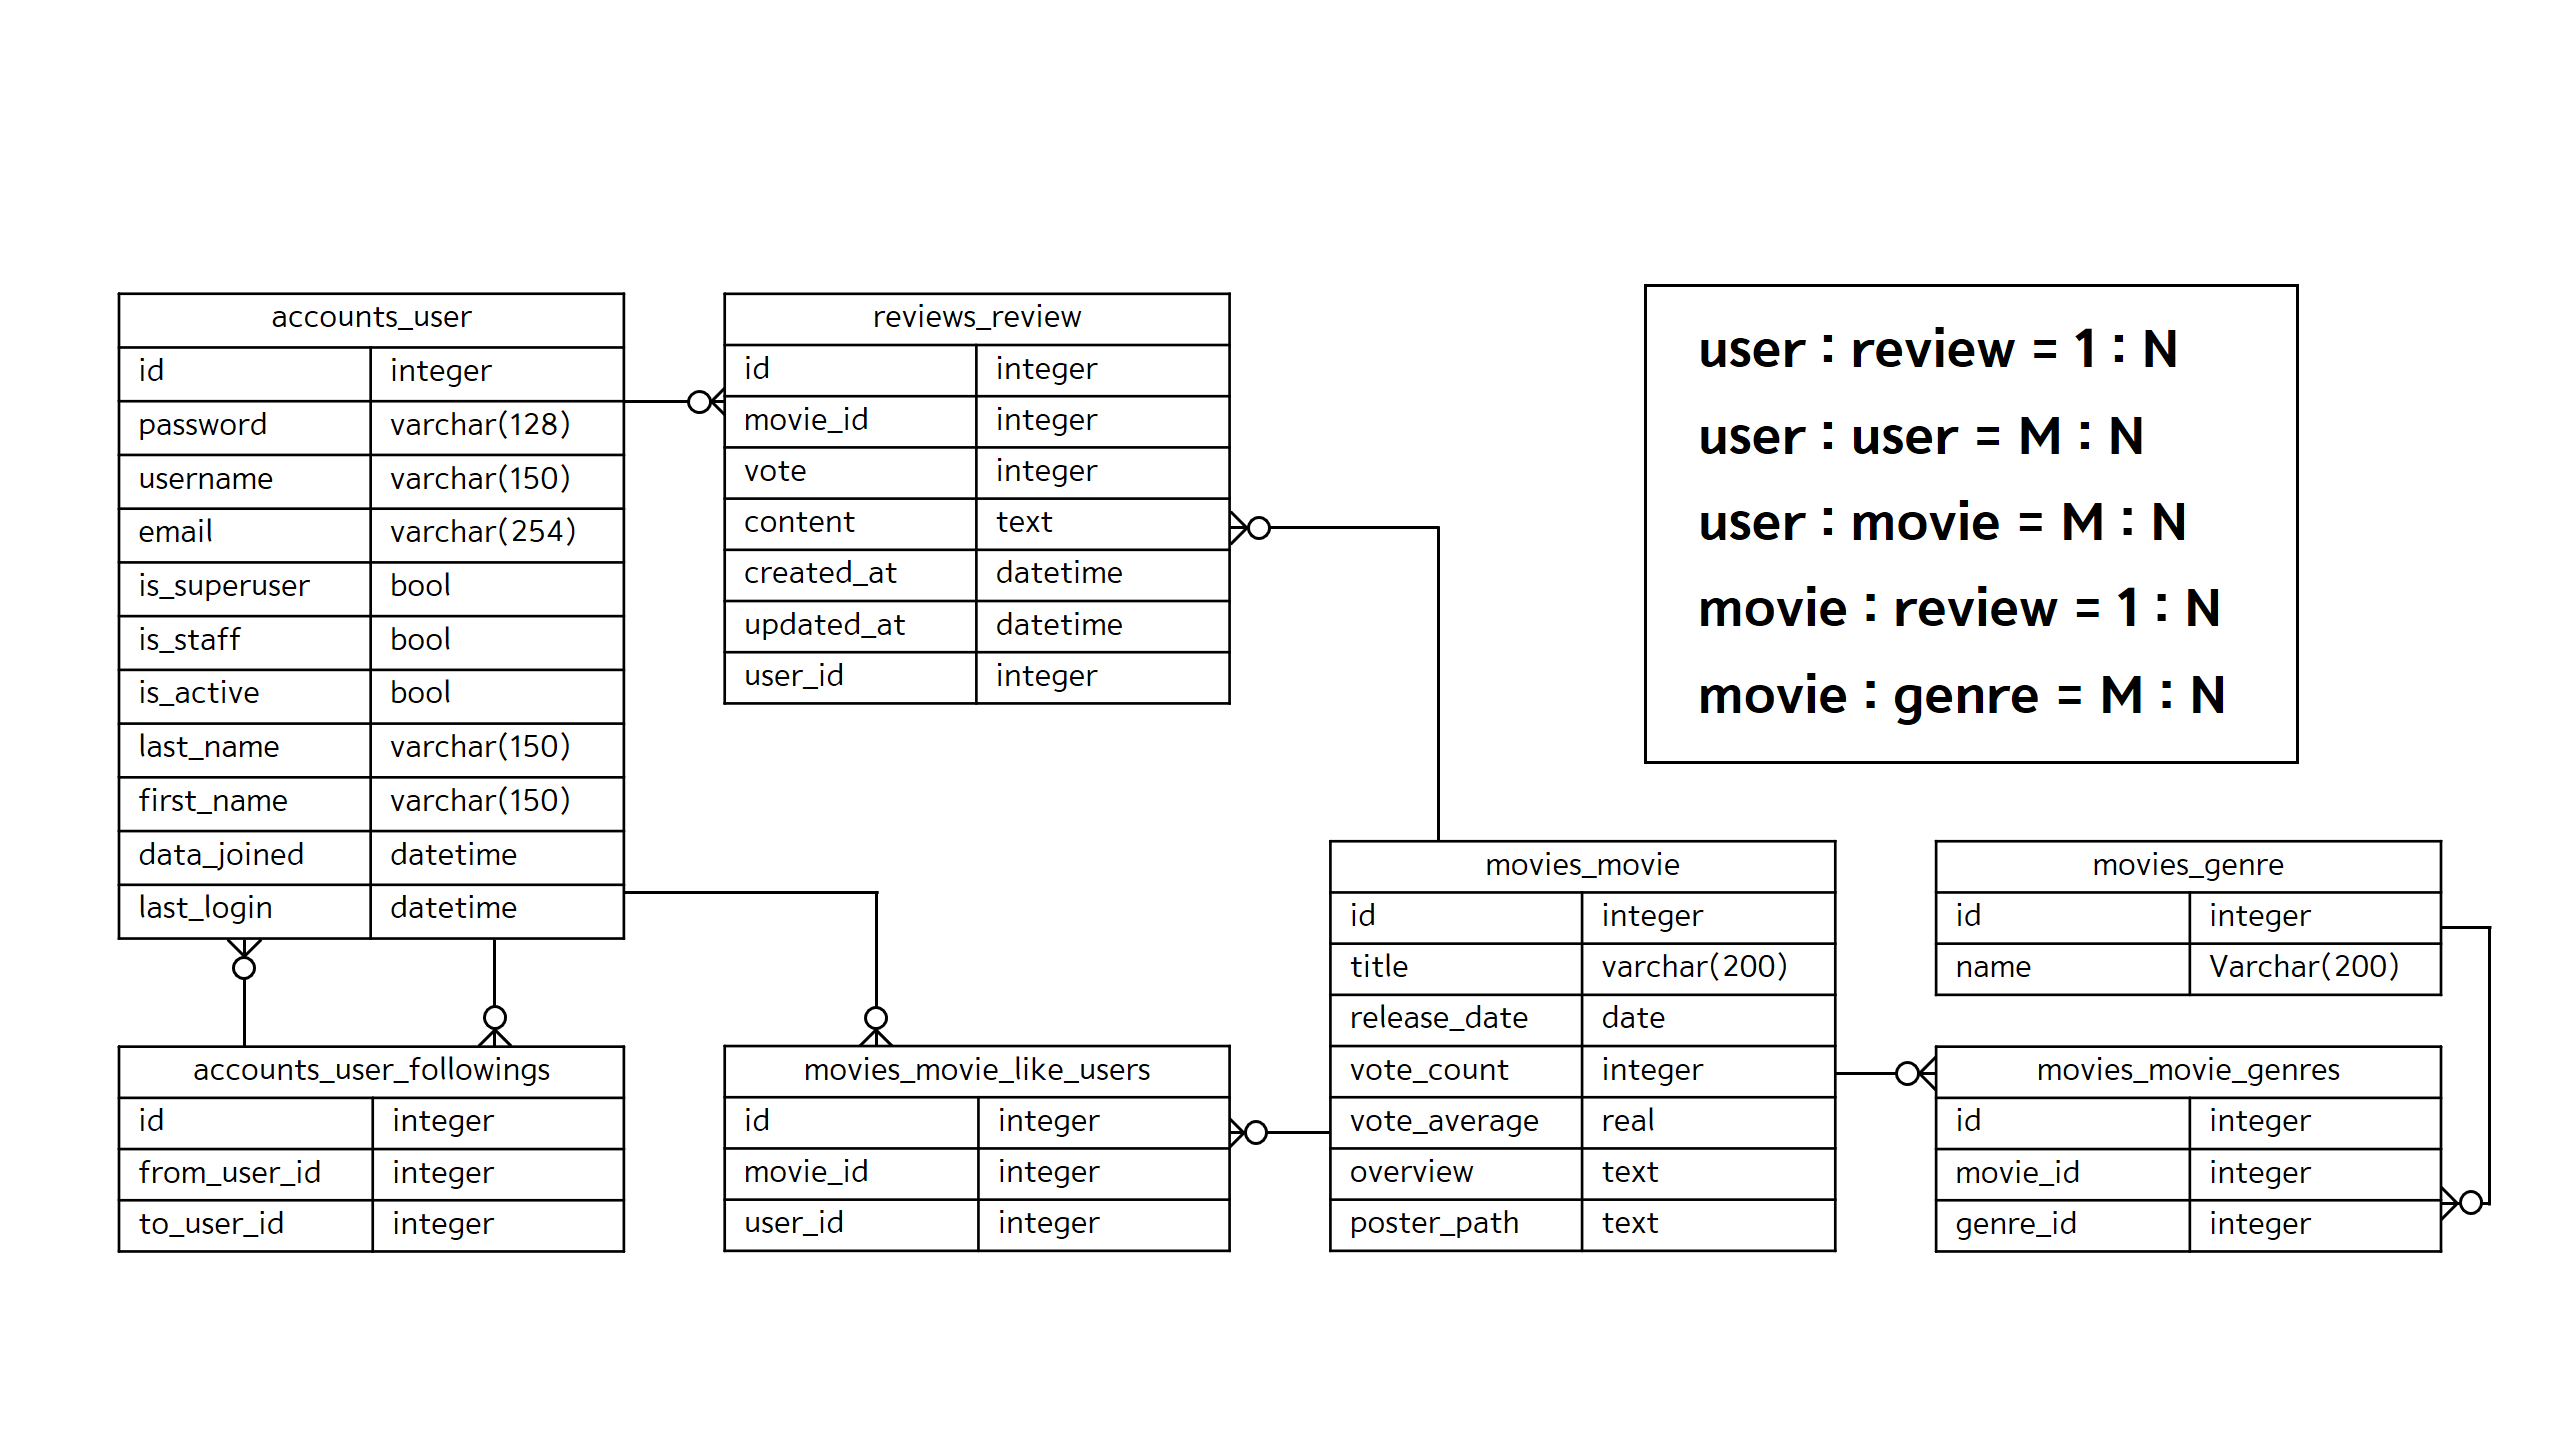 accounts_user
id integer
password varchar(128)
username varchar(150)
email varchar(254)
is_superuser bool
is_staff bool
is_active bool
last_name varchar(150)
first_name varchar(150)
data_joined datetime
last_login datetime
reviews_review
id integer
movie_id integer
vote integer
content text
created_at datetime
updated_at datetime
user_id integer
user : review = 1 : N
user : user = M : N
user : movie = M : N
movie : review = 1 : N
movie : genre = M : N
accounts_user_followings
id integer
from_user_id integer
to_user_id integer
movies_movie_like_users
id integer
movie_id integer
user_id integer
movies_movie
id integer
title varchar(200)
release_date date
vote_count integer
vote_average real
overview text
poster_path text
movies_genre
id integer
name Varchar(200)
movies_movie_genres
id integer
movie_id integer
genre_id integer